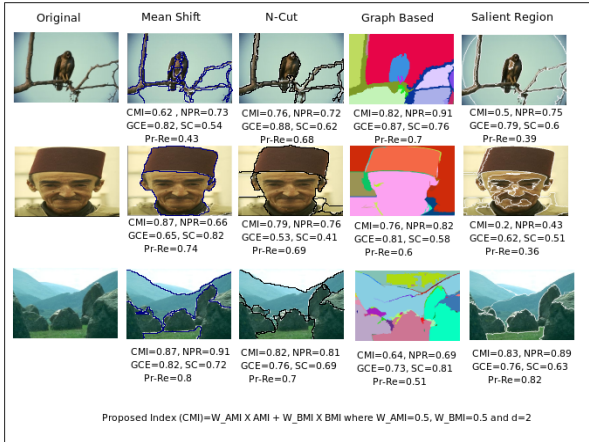 Original
Mean Shift
N-Cut
Graph Based
Salient Region
CMI=0.62 , NPR=0.73
GCE=0.82, SC=0.54
Pr-Re=0.43
CMI=0.76, NPR=0.72
GCE=0.88, SC=0.62
Pr-Re=0.68
CMI=0.82, NPR=0.91
GCE=0.87, SC=0.76
Pr-Re=0.7
CMI=0.5, NPR=0.75
GCE=0.79, SC=0.6
Pr-Re=0.39
CMI=0.87, NPR=0.66
GCE=0.65, SC=0.82
Pr-Re=0.74
CMI=0.79, NPR=0.76
GCE=0.53, SC=0.41
Pr-Re=0.69
CMI=0.76, NPR=0.82
GCE=0.81, SC=0.58
Pr-Re=0.6
CMI=0.2, NPR=0.43
GCE=0.62, SC=0.51
Pr-Re=0.36
CMI=0.87, NPR=0.91
GCE=0.82, SC=0.72
Pr-Re=0.8
CMI=0.82, NPR=0.81
GCE=0.76, SC=0.69
Pr-Re=0.7
CMI=0.64, NPR=0.69
GCE=0.73, SC=0.81
Pr-Re=0.51
CMI=0.83, NPR=0.89
GCE=0.76, SC=0.63
Pr-Re=0.82
Proposed Index (CMI)=W_AMI X AMI + W_BMI X BMI where W_AMI=0.5, W_BMI=0.5 and d=2